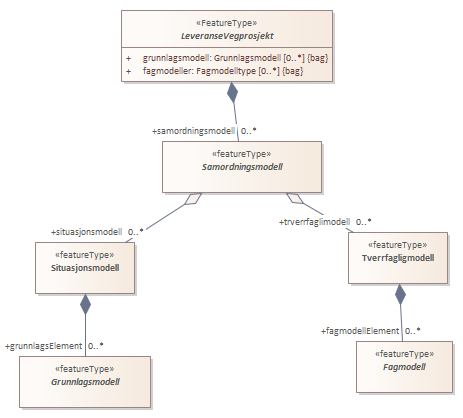 «FeatureType»
LeveranseVegprosjekt
+ grunnlagsmodell: Grunnlagsmodell [0..*] {bag}
+ fagmodeller: Fagmodelltype [0..*] {bag}
+samordningsmodell 0..*
«featureType»
Samordningsmodell
+situasjonsmodell 0..*
+trverrfaglimodell 0..*
«featureType»
Situasjonsmodell
«featureType»
Tverrfagligmodell
+grunnlagsElement 0..*
+fagmodellElement 0..*
«featureType»
Grunnlagsmodell
«featureType»
Fagmodell